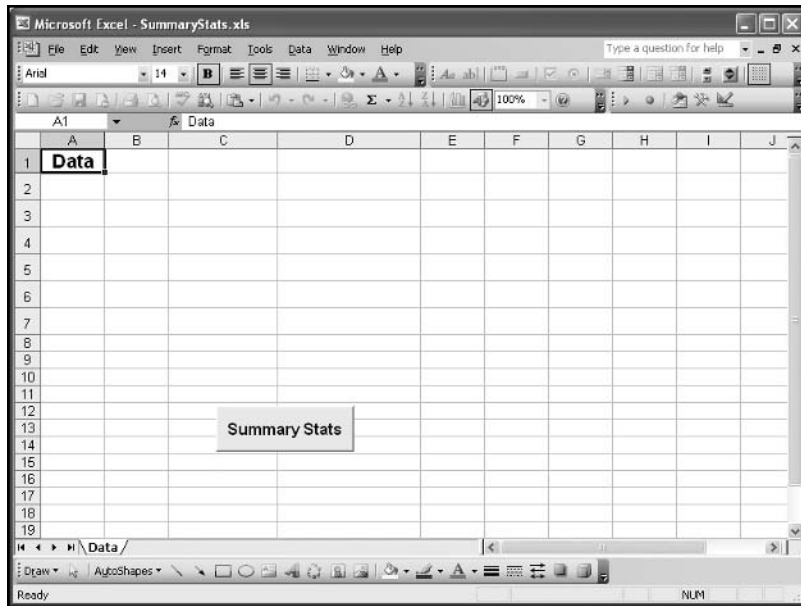 Microsoft Excel - SummaryStats.xls
File Edit View Insert Format Tools Data Window Help Type a question for help
Arial 14 B A
Σ 100%
A1 fx Data
A B C D E F G H I J
1 Data
2
3
4
5
6
7
8
9
10
11
12
13 Summary Stats
14
15
16
17
18
19
Data
Draw AutoShapes A
Ready NUM